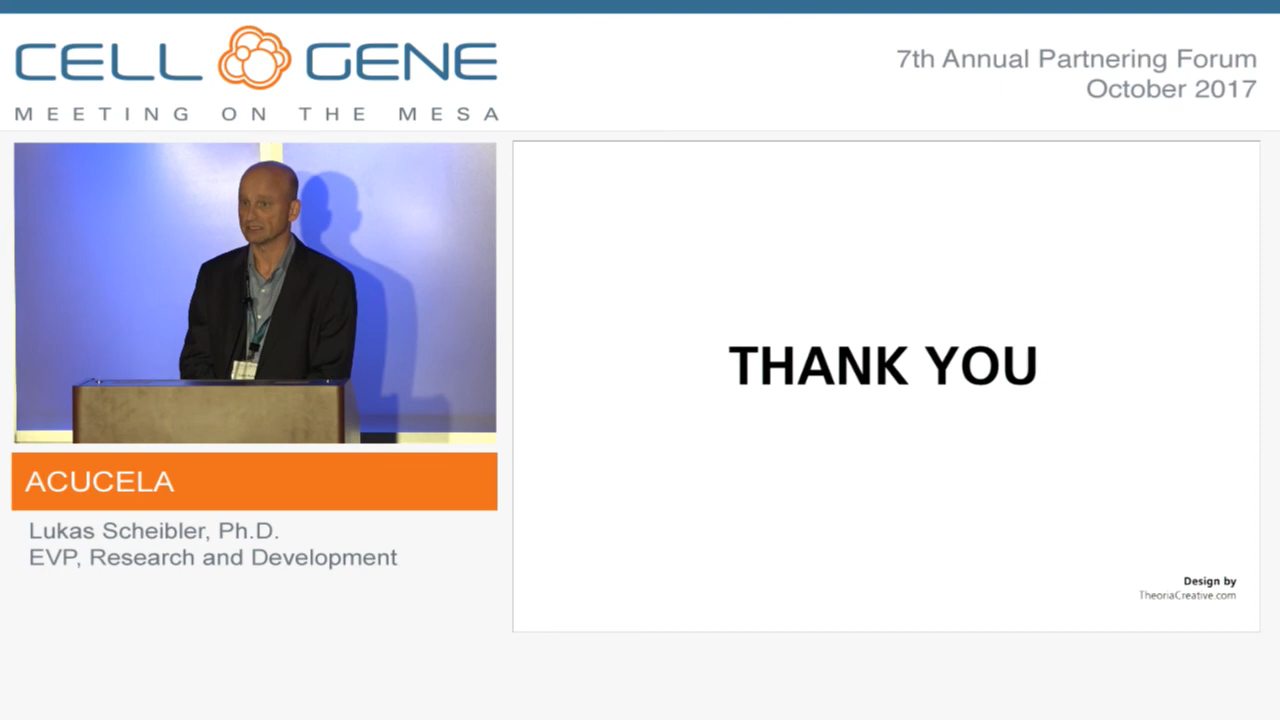 CELL GENE
MEETING ON THE MESA
7th Annual Partnering Forum
October 2017
ACUCELA
Lukas Scheibler, Ph.D.
EVP, Research and Development
THANK YOU
Design by
TheoriaCreative.com